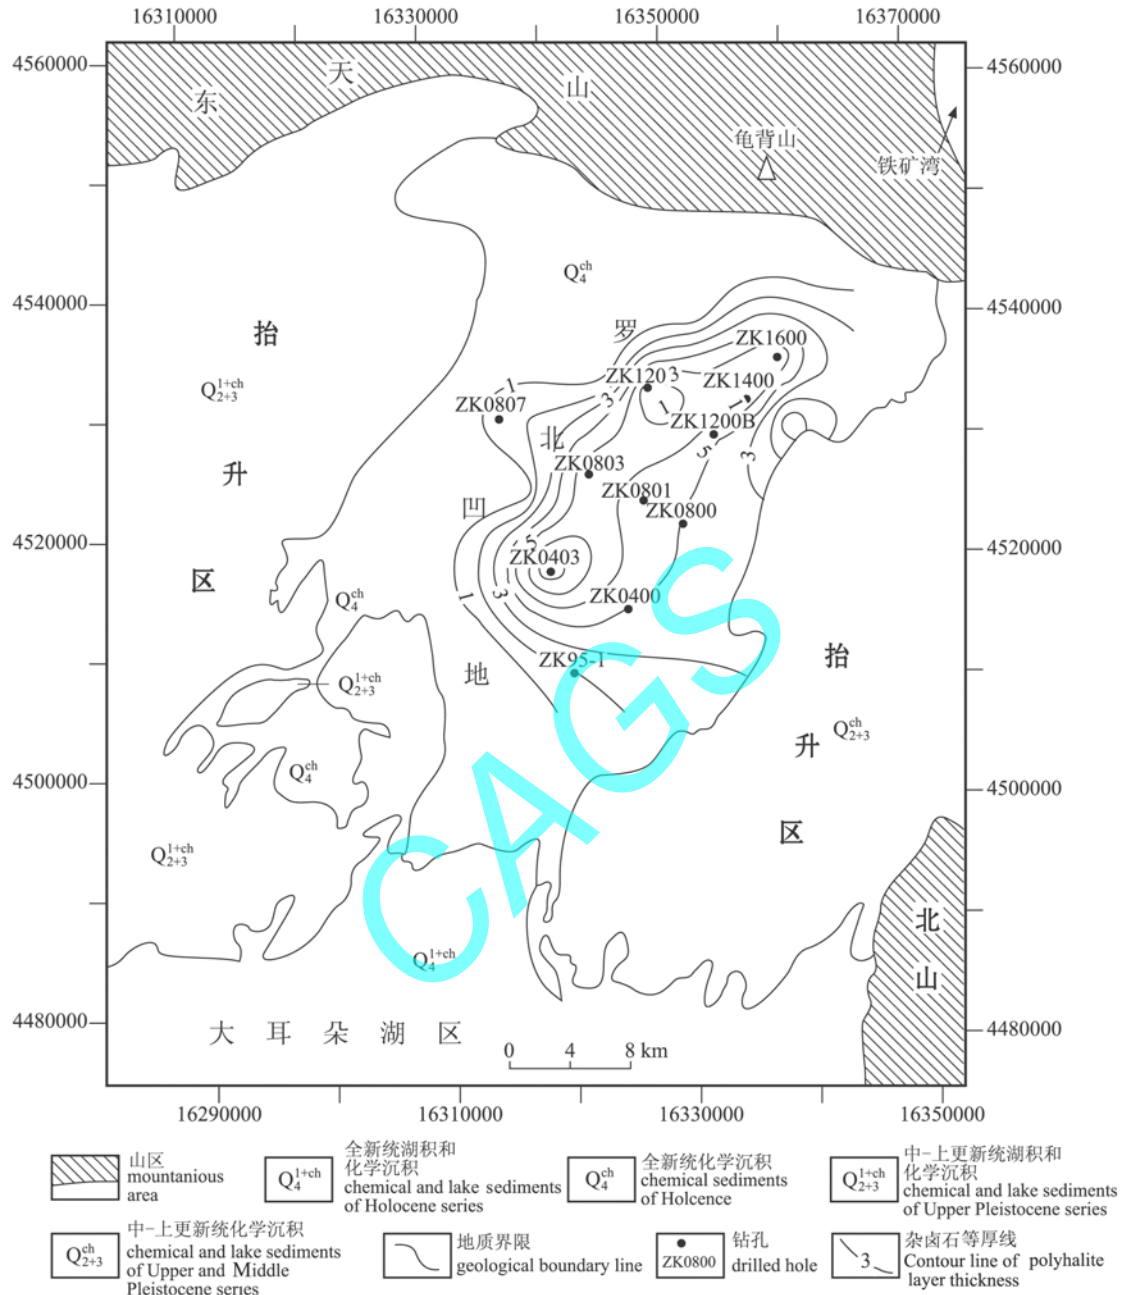 16310000 16330000 16350000 16370000
4560000 4560000
东 天 山
龟背山
铁矿湾
Q4ch
4540000 4540000
抬
罗
ZK1600
ZK1203 3 ZK1400
Q2+31+ch
1
ZK0807 3 1 1
ZK1200B
北
5 3
升
ZK0803
ZK0801
凹 ZK0800
4520000 4520000
5
ZK0403
区
1 3 ZK0400
Q4ch
抬
ZK95-1
地
Q2+31+ch
升 Q2+3ch
Q4ch
4500000 4500000
区
Q2+31+ch
北
Q41+ch
山
4480000 4480000
大耳朵湖区
0 4 8 km
16290000 16310000 16330000 16350000
CAGS
山区
mountanious
area
Q41+ch
全新统湖积和
化学沉积
chemical and lake sediments
of Holocene series
Q4ch
全新统化学沉积
chemical sediments
of Holcence
Q2+31+ch
中-上更新统湖积和
化学沉积
chemical and lake sediments
of Upper Pleistocene series
Q2+3ch
中-上更新统化学沉积
chemical and lake sediments
of Upper and Middle
Pleistocene series
地质界限
geological boundary line
ZK0800
钻孔
drilled hole
3
杂卤石等厚线
Contour line of polyhalite
layer thickness